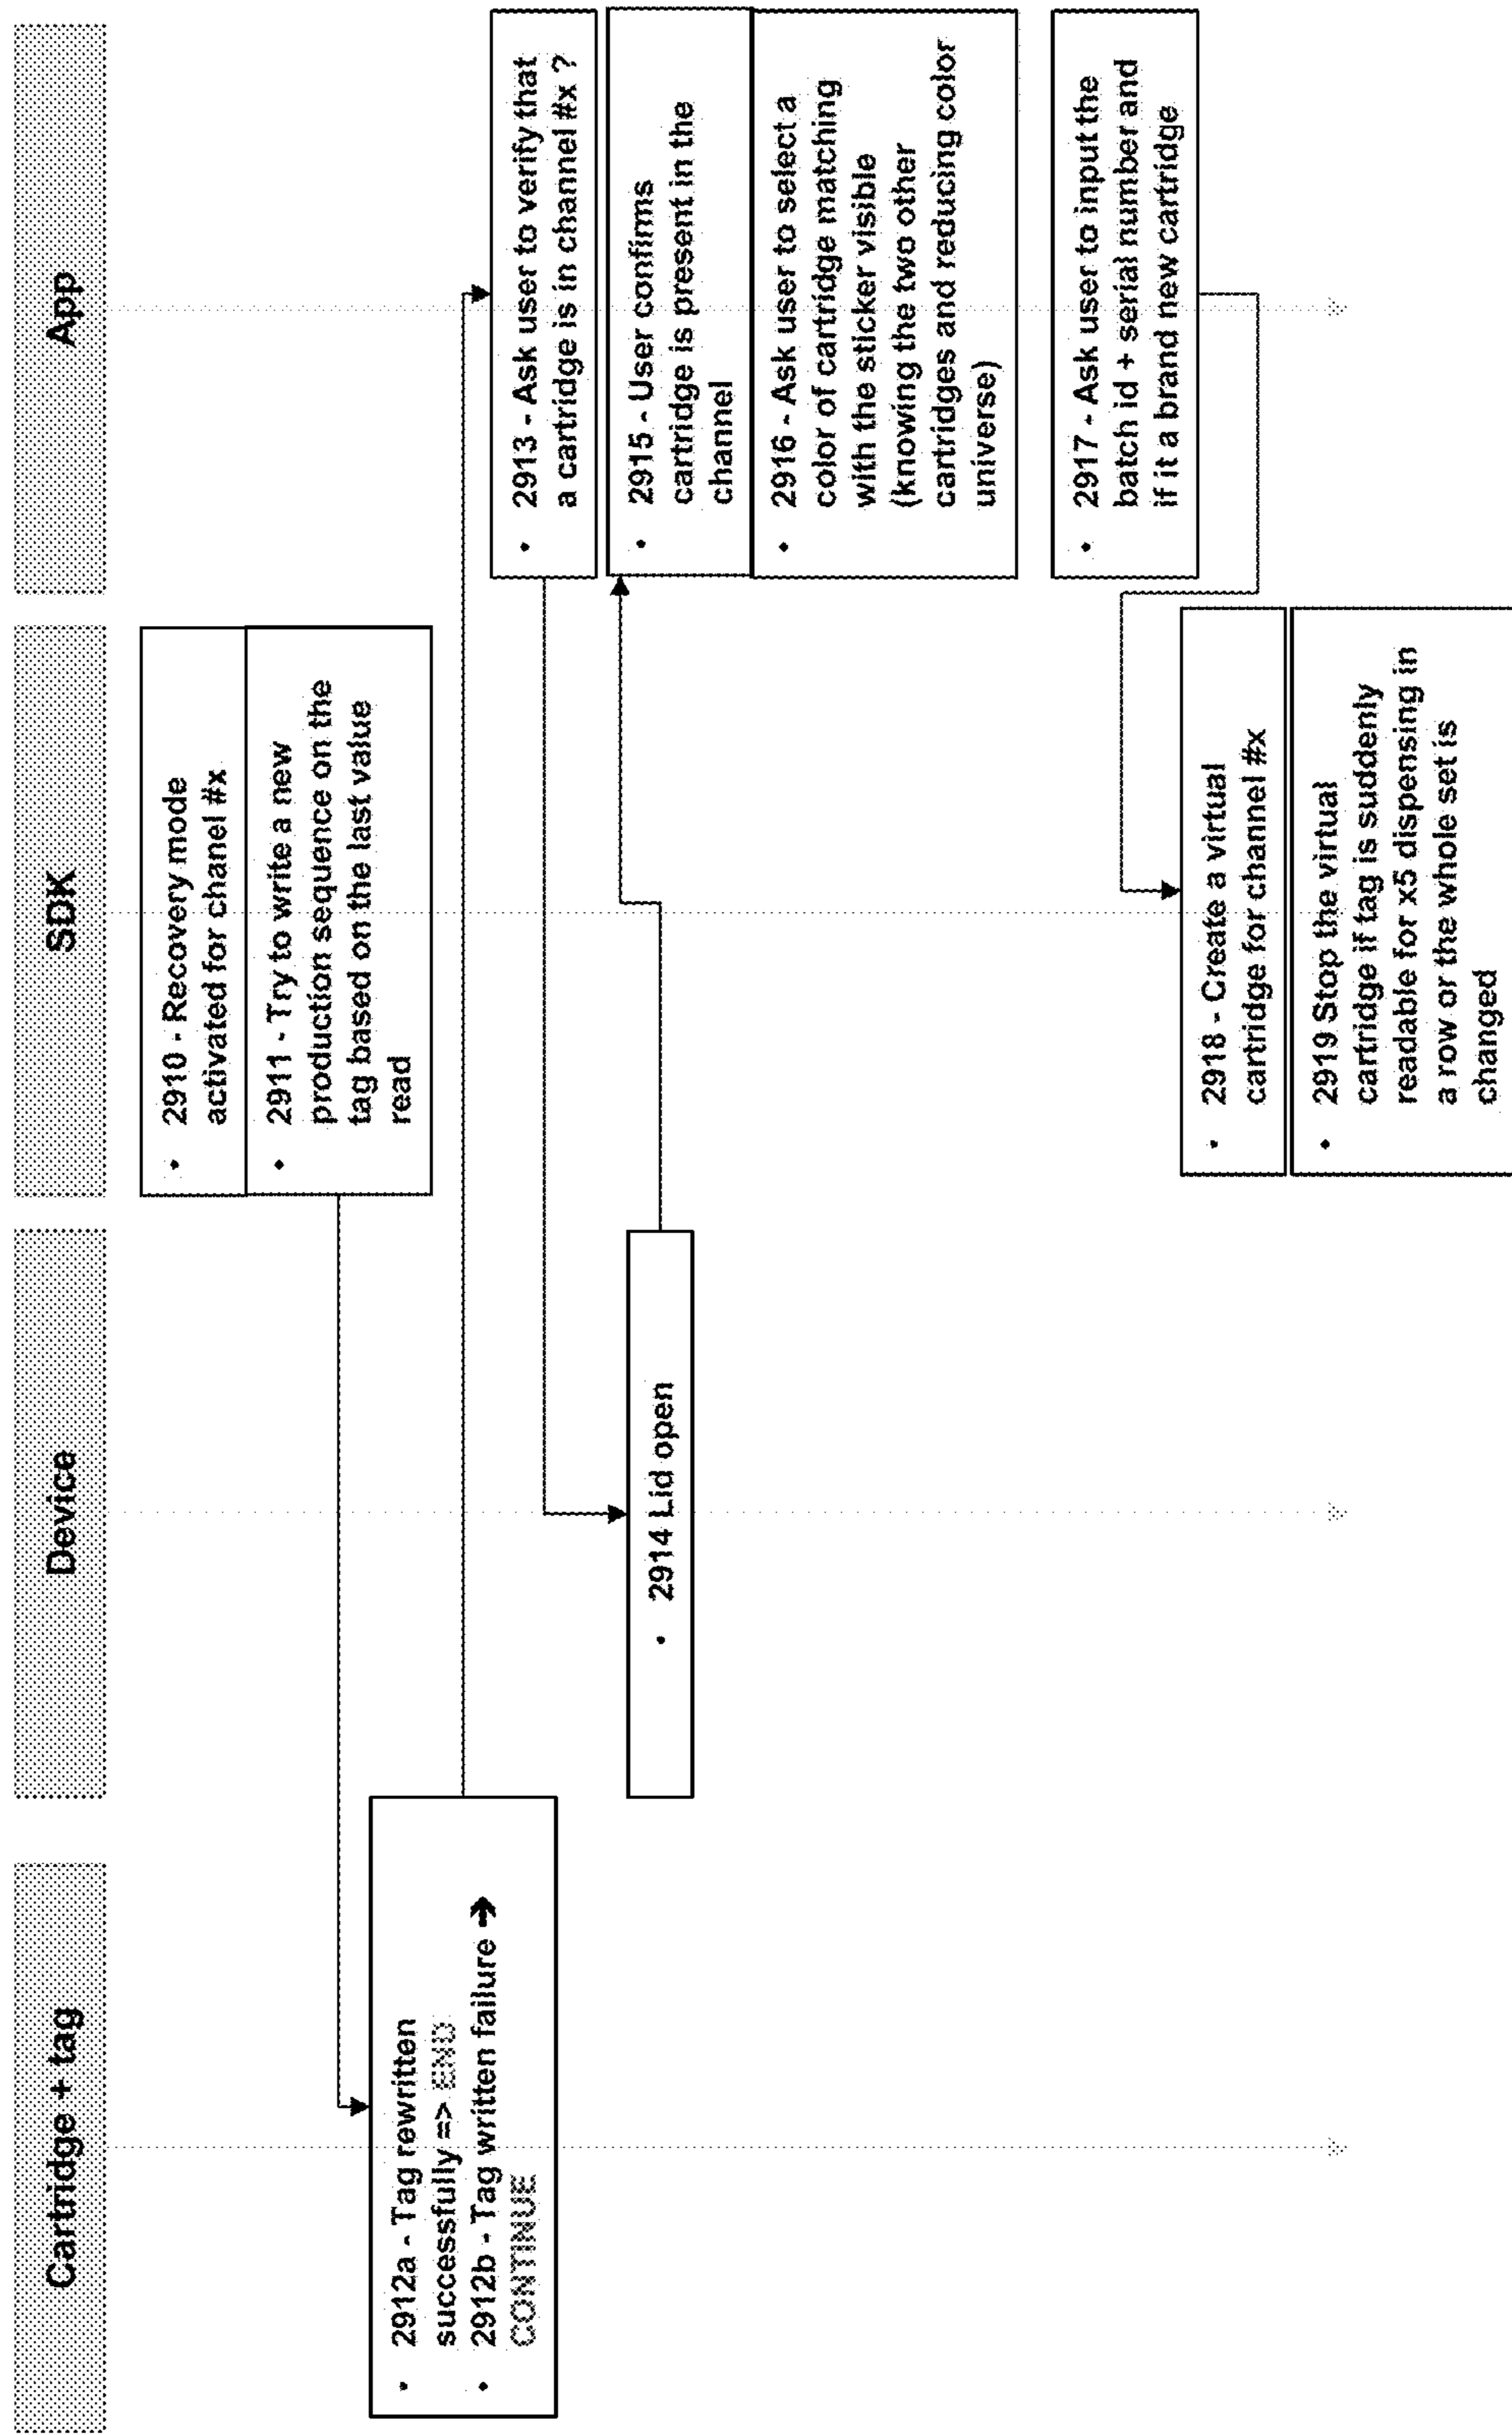 Cartridge + tag
Device
SDK
App
• 2910 - Recovery mode
activated for chanel #x
• 2911 - Try to write a new
production sequence on the
tag based on the last value
read
• 2912a - Tag rewritten
successfully => END
• 2912b - Tag written failure ➔
CONTINUE
• 2913 - Ask user to verify that
a cartridge is in channel #x ?
• 2914 Lid open
• 2915 - User confirms
cartridge is present in the
channel
• 2916 - Ask user to select a
color of cartridge matching
with the sticker visible
(knowing the two other
cartridges and reducing color
universe)
• 2917 - Ask user to input the
batch id + serial number and
if it a brand new cartridge
• 2918 - Create a virtual
cartridge for channel #x
• 2919 Stop the virtual
cartridge if tag is suddenly
readable for x5 dispensing in
a row or the whole set is
changed